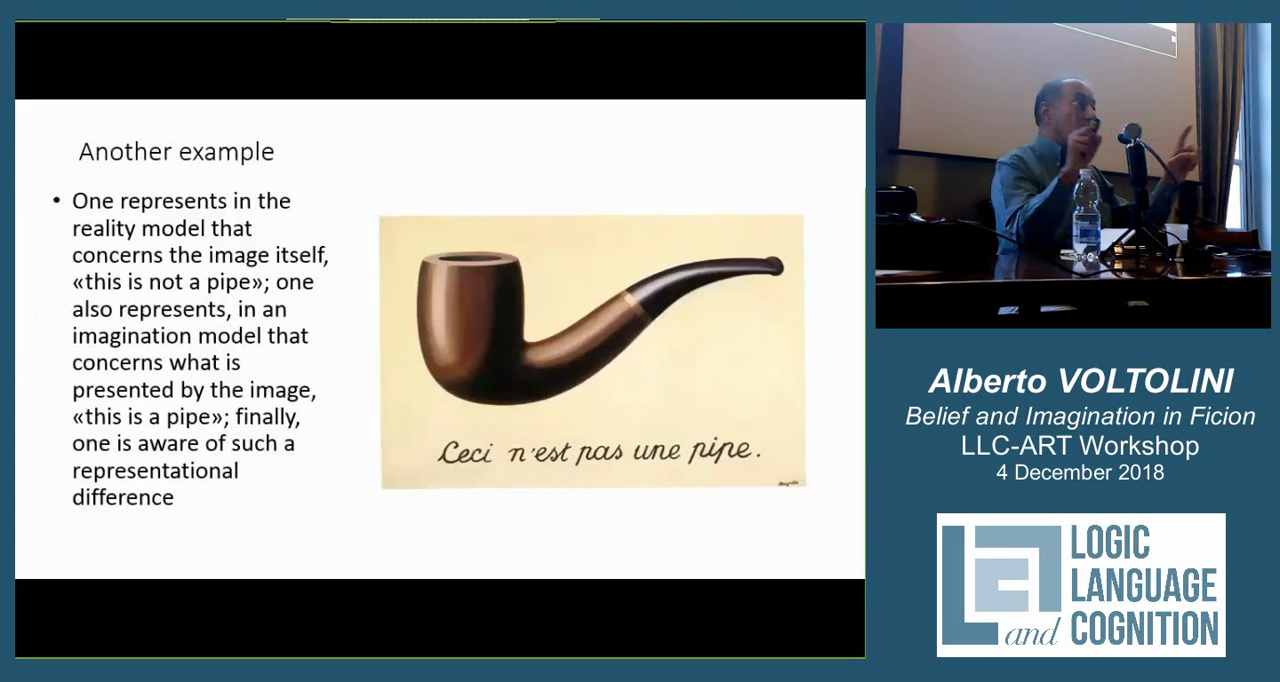 Another example
• One represents in the
reality model that
concerns the image itself,
«this is not a pipe»; one
also represents, in an
imagination model that
concerns what is
presented by the image,
«this is a pipe»; finally,
one is aware of such a
representational
difference
Ceci n'est pas une pipe.
Alberto VOLTOLINI
Belief and Imagination in Ficion
LLC-ART Workshop
4 December 2018
LOGIC
LANGUAGE
and COGNITION